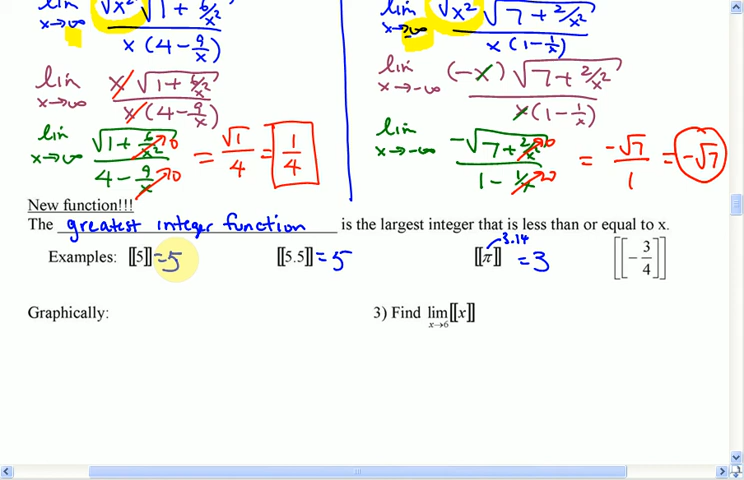 lim x→∞ √x² √1 + 6/x² / x(4 − 9/x)
lim x→-∞ √x² √7 + 2/x² / x(1 − 1/x)
lim x→∞ x √1 + 6/x² / x(4 − 9/x)
lim x→-∞ (−x) √7 + 2/x² / x(1 − 1/x)
lim x→∞ √1 + 6/x² →0 / 4 − 9/x →0 = √1/4 = 1/4
lim x→-∞ −√7 + 2/x² →0 / 1 − 1/x →0 = −√7/1 = −√7
New function!!!
The greatest integer function is the largest integer that is less than or equal to x.
Examples: [[5]] = 5 [[5.5]] = 5 [[π]] 3.14 = 3 [[−3/4]]
Graphically: 3) Find lim x→6 [[x]]